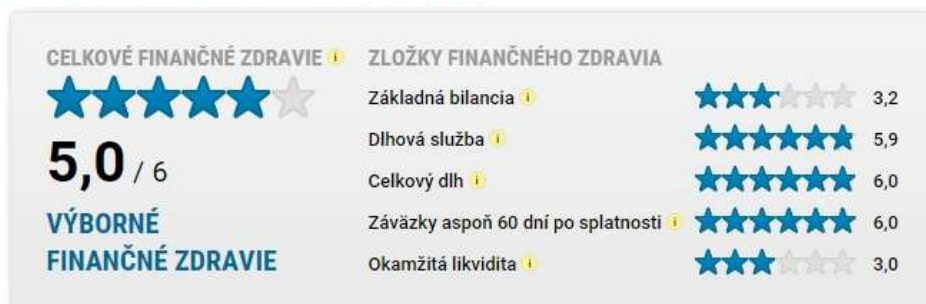 CELKOVÉ FINANČNÉ ZDRAVIE i
5,0 / 6
VÝBORNÉ
FINANČNÉ ZDRAVIE
ZLOŽKY FINANČNÉHO ZDRAVIA
Základná bilancia i 3,2
Dlhová služba i 5,9
Celkový dlh i 6,0
Záväzky aspoň 60 dní po splatnosti i 6,0
Okamžitá likvidita i 3,0